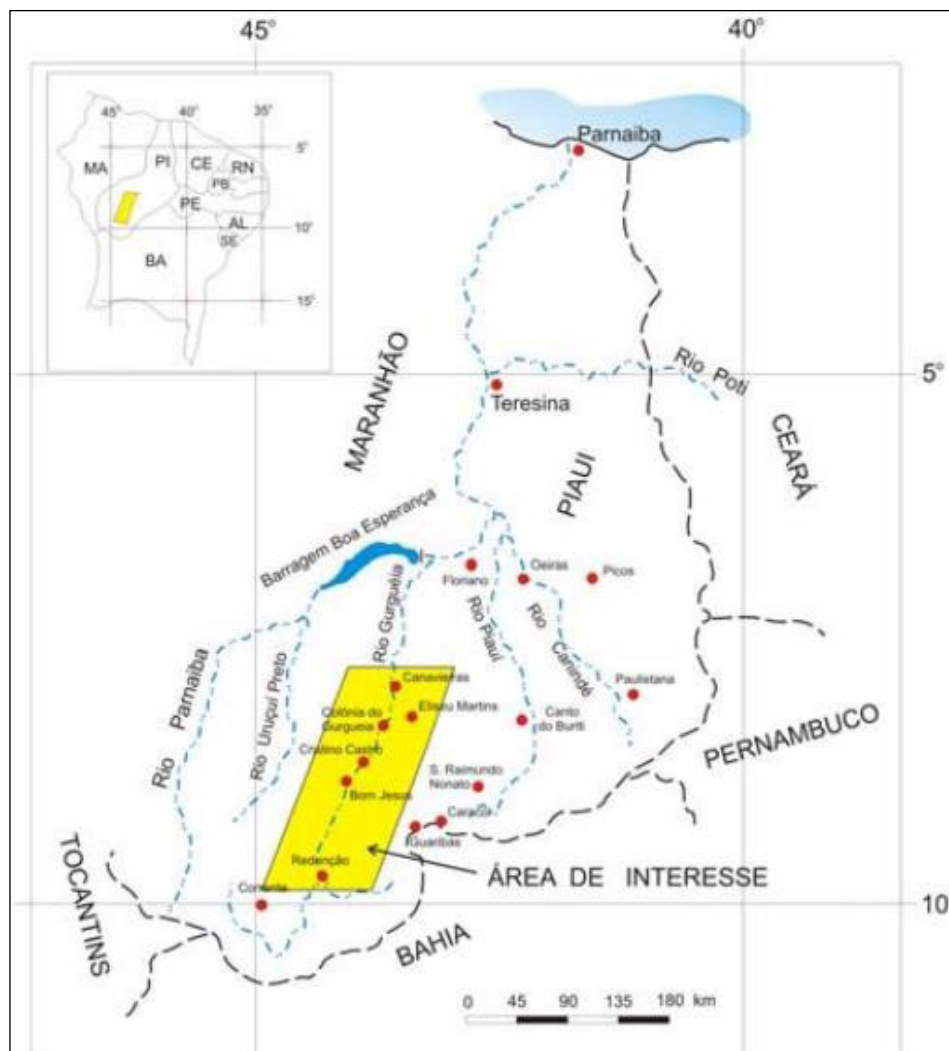 45°
40°
45°
40°
35°
5°
MA
PI
CE
RN
PB
PE
AL
10°
SE
BA
15°
Parnaiba
MARANHÃO
Rio Poti
5°
Teresina
CEARÁ
PIAUI
Barragem Boa Esperança
Floriano
Oeiras
Picos
Rio Gurguéia
Rio Piauí
Rio Canindé
Rio Parnaiba
Rio Uruçuí Preto
Canavieiras
Paulistana
Colônia do
Gurgueia
Eliseu Martins
Canto
do Buriti
PERNAMBUCO
Cristino Castro
S. Raimundo
Nonato
Bom Jesus
Caracol
Guaribas
Redenção
ÁREA DE INTERESSE
TOCANTINS
Corrente
10
BAHIA
0 45 90 135 180 km